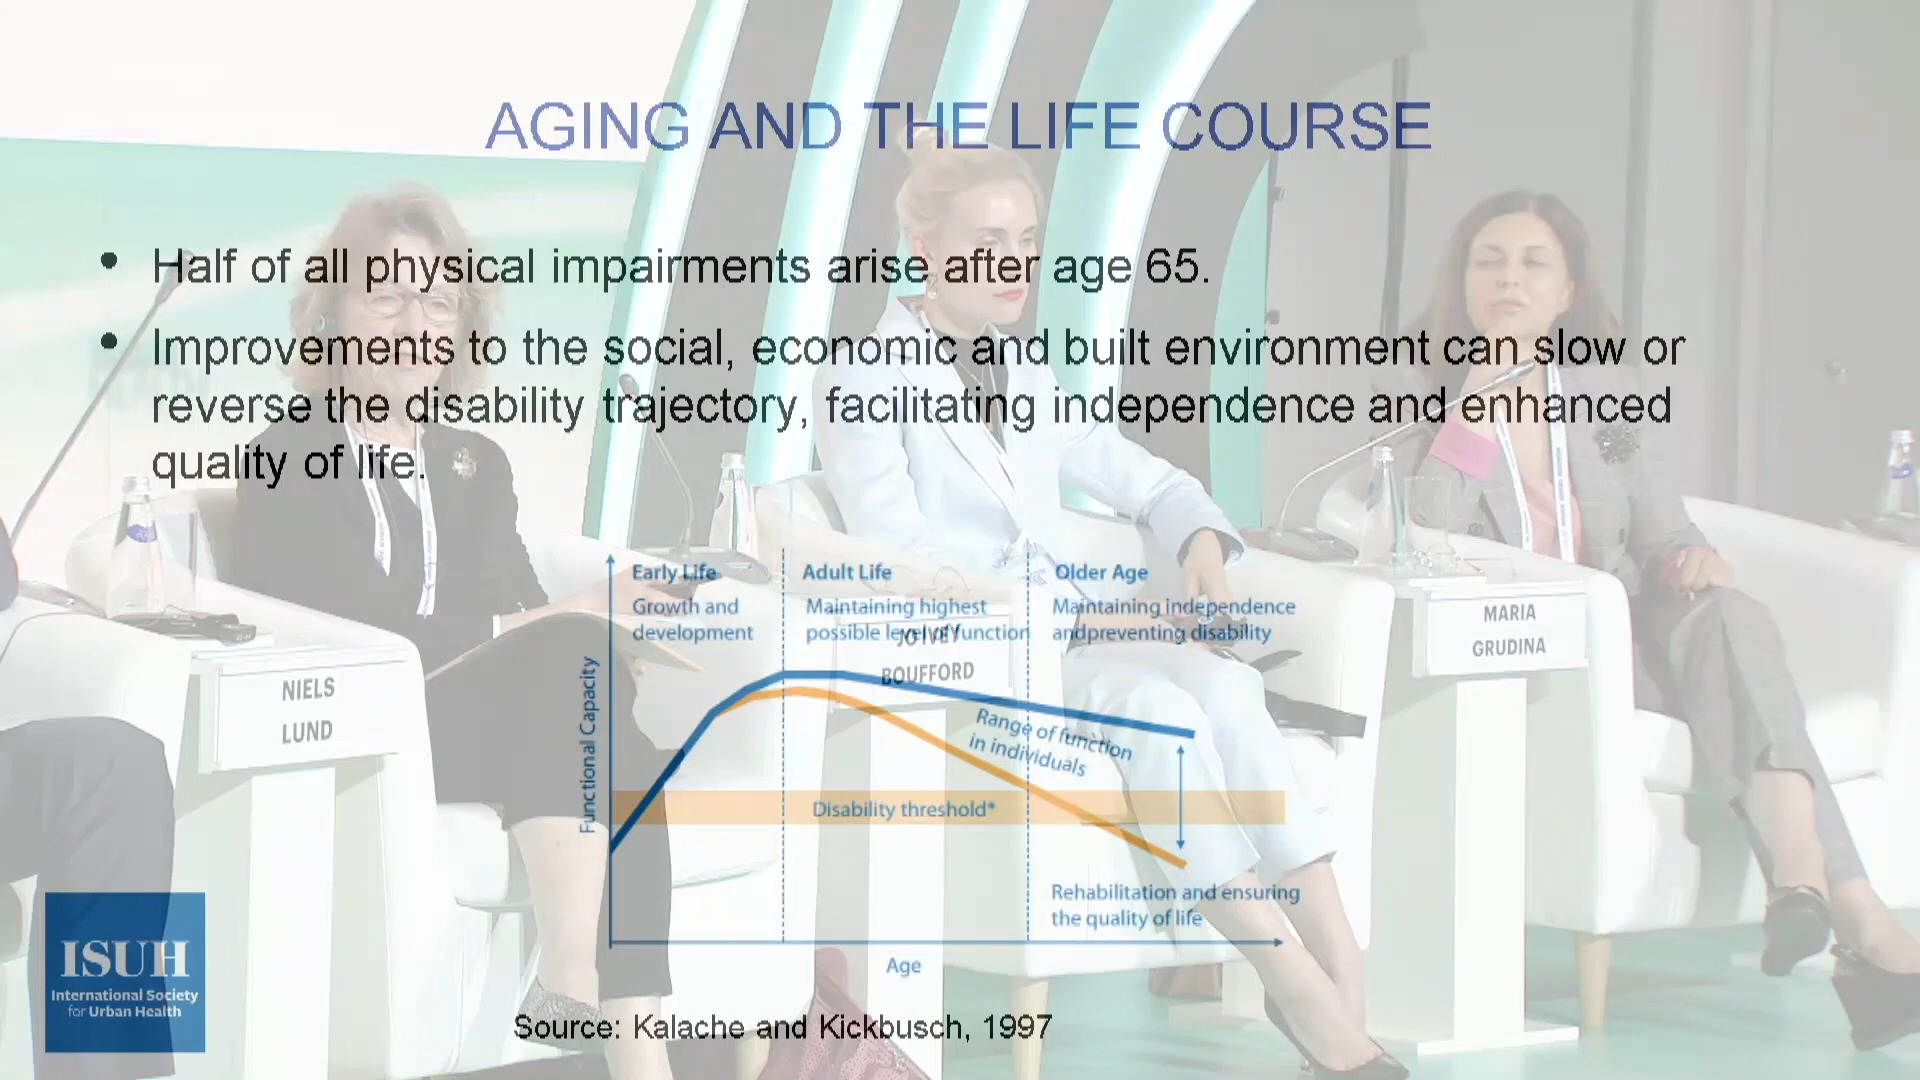 AGING AND THE LIFE COURSE
• Half of all physical impairments arise after age 65.
• Improvements to the social, economic and built environment can slow or
reverse the disability trajectory, facilitating independence and enhanced
quality of life.
Early Life
Growth and
development
Adult Life
Maintaining highest
possible level of function
Older Age
Maintaining independence
andpreventing disability
Functional Capacity
Range of function
in individuals
Disability threshold*
Rehabilitation and ensuring
the quality of life
Age
Source: Kalache and Kickbusch, 1997
ISUH
International Society
for Urban Health
NIELS
LUND
JO IVEY
BOUFFORD
MARIA
GRUDINA